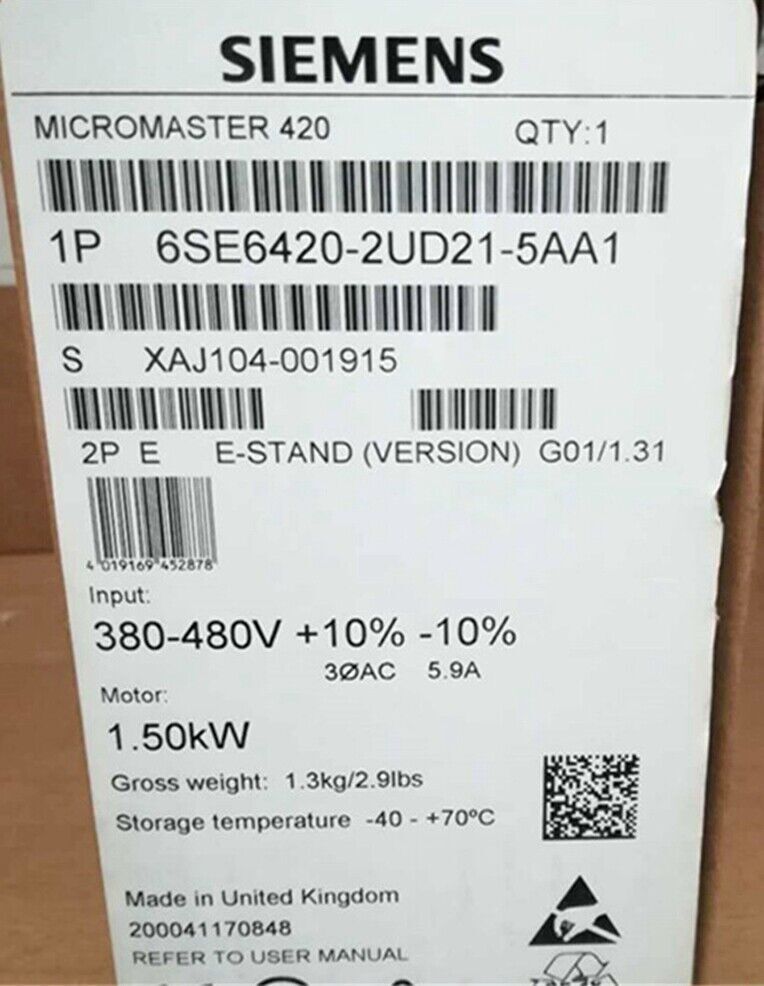 SIEMENS
MICROMASTER 420 QTY:1
1P 6SE6420-2UD21-5AA1
S XAJ104-001915
2P E E-STAND (VERSION) G01/1.31
4 019169 452878
Input:
380-480V +10% -10%
3ØAC 5.9A
Motor:
1.50kW
Gross weight: 1.3kg/2.9lbs
Storage temperature -40 - +70ºC
Made in United Kingdom
200041170848
REFER TO USER MANUAL